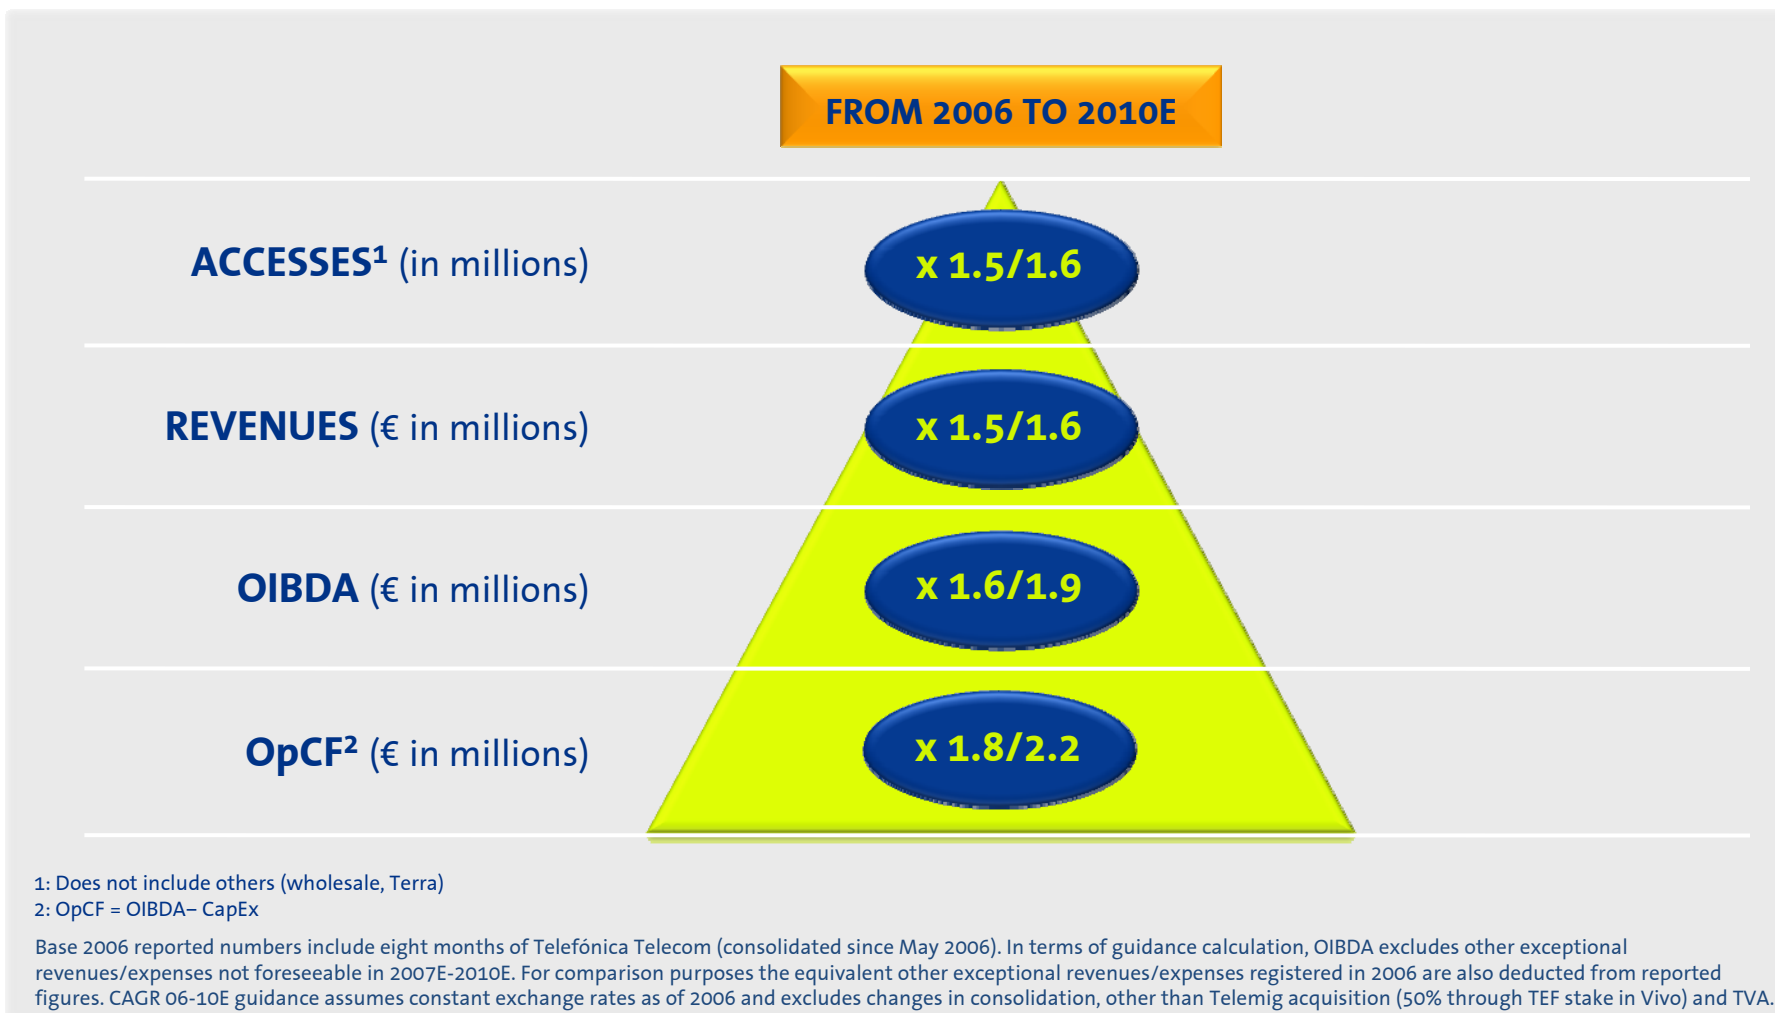 FROM 2006 TO 2010E
ACCESSES¹ (in millions)
x 1.5/1.6
REVENUES (€ in millions)
x 1.5/1.6
OIBDA (€ in millions)
x 1.6/1.9
OpCF² (€ in millions)
x 1.8/2.2
1: Does not include others (wholesale, Terra)
2: OpCF = OIBDA– CapEx
Base 2006 reported numbers include eight months of Telefónica Telecom (consolidated since May 2006). In terms of guidance calculation, OIBDA excludes other exceptional
revenues/expenses not foreseeable in 2007E-2010E. For comparison purposes the equivalent other exceptional revenues/expenses registered in 2006 are also deducted from reported
figures. CAGR 06-10E guidance assumes constant exchange rates as of 2006 and excludes changes in consolidation, other than Telemig acquisition (50% through TEF stake in Vivo) and TVA.